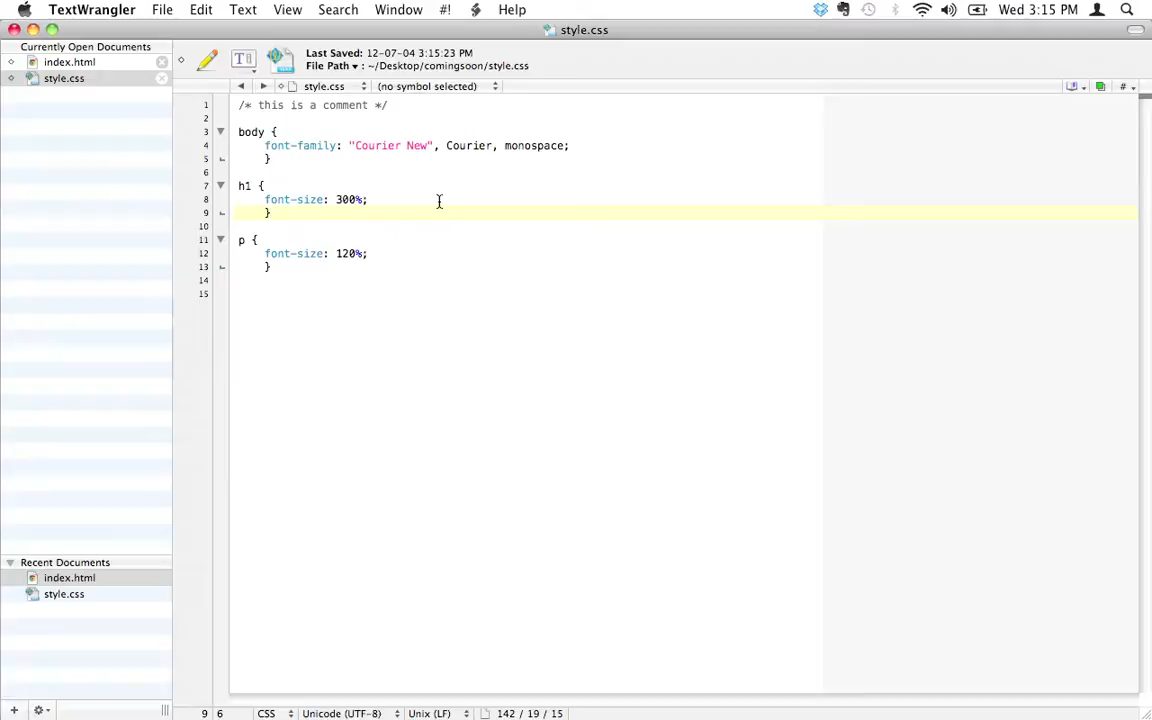 TextWrangler File Edit Text View Search Window #! Help Wed 3:15 PM
style.css
Currently Open Documents
index.html
style.css
Last Saved: 12-07-04 3:15:23 PM
File Path ▾ : ~/Desktop/comingsoon/style.css
style.css (no symbol selected) #
1 /* this is a comment */
2
3 body {
4 font-family: "Courier New", Courier, monospace;
5 }
6
7 h1 {
8 font-size: 300%;
9 }
10
11 p {
12 font-size: 120%;
13 }
14
15
Recent Documents
index.html
style.css
9 6 CSS Unicode (UTF-8) Unix (LF) 142 / 19 / 15